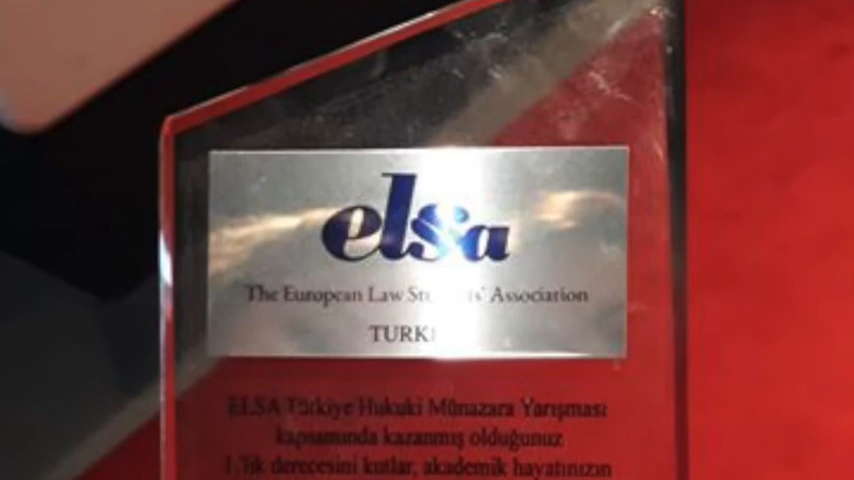 elsa
The European Law Association
ELSA Türkiye Hukuki Münazara Yarışması
kapsamında kazanmış olduğunuz
1.'lik derecesini kutlar, akademik hayatınızın